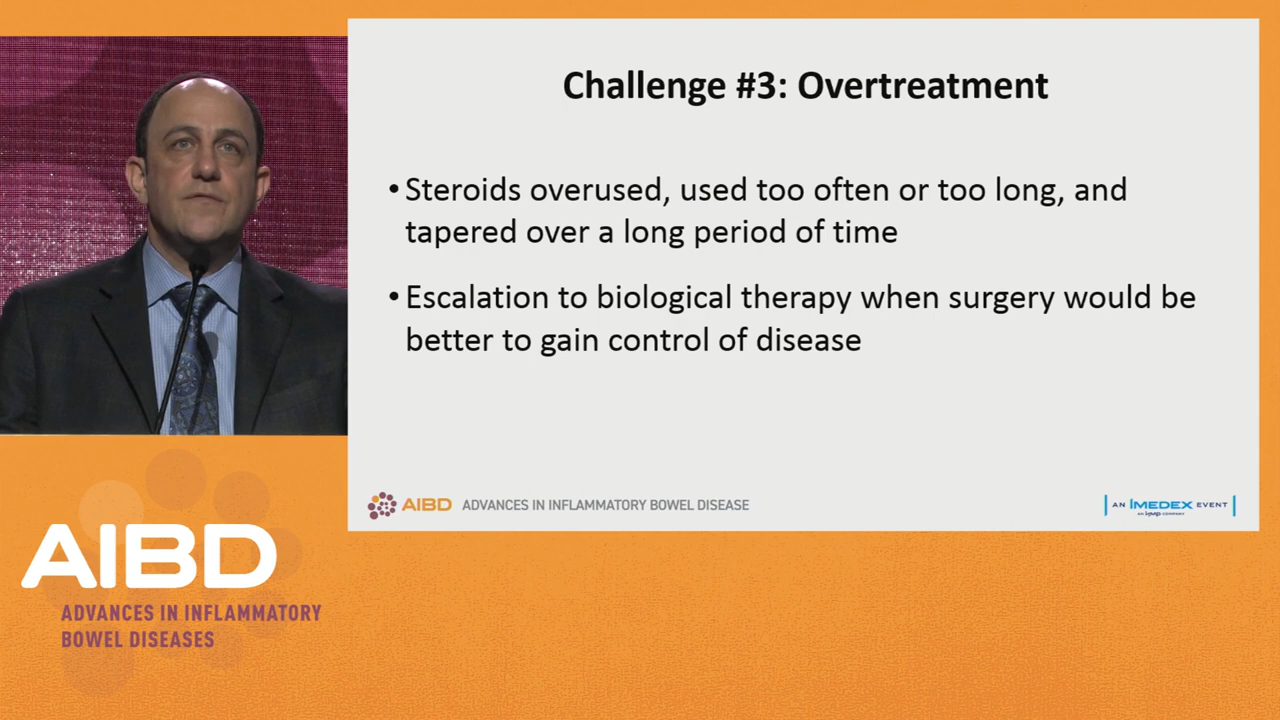 Challenge #3: Overtreatment
• Steroids overused, used too often or too long, and
tapered over a long period of time
• Escalation to biological therapy when surgery would be
better to gain control of disease
AIBD ADVANCES IN INFLAMMATORY BOWEL DISEASE
AN IMEDEX EVENT
AN COMPANY
AIBD
ADVANCES IN INFLAMMATORY
BOWEL DISEASES